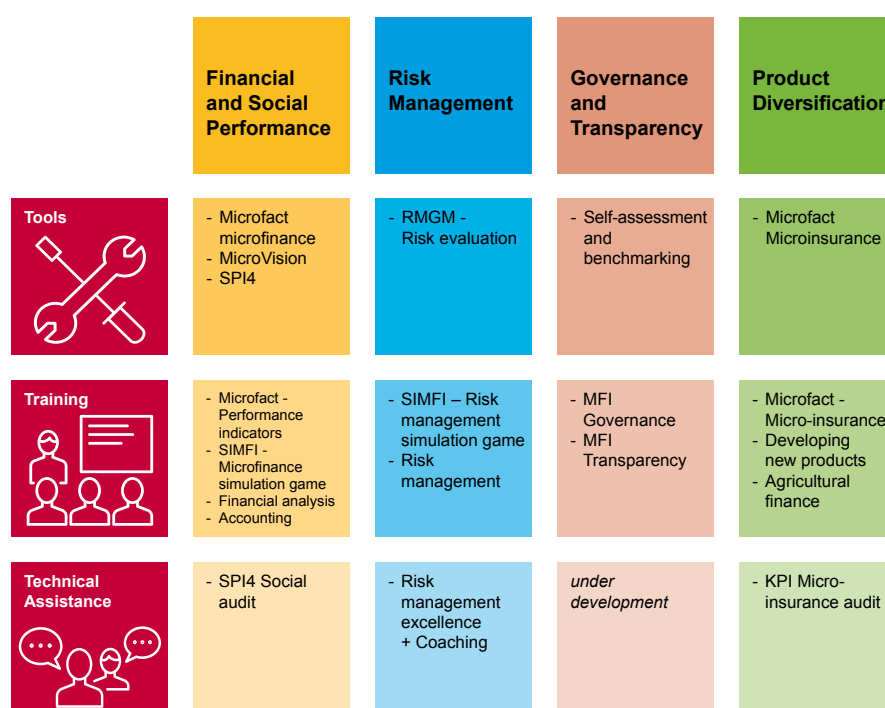 Financial
and Social
Performance
Risk
Management
Governance
and
Transparency
Product
Diversification
Tools
- Microfact
microfinance
- MicroVision
- SPI4
- RMGM -
Risk evaluation
- Self-assessment
and
benchmarking
- Microfact
Microinsurance
Training
- Microfact -
Performance
indicators
- SIMFI -
Microfinance
simulation game
- Financial analysis
- Accounting
- SIMFI – Risk
management
simulation game
- Risk
management
- MFI
Governance
- MFI
Transparency
- Microfact -
Micro-insurance
- Developing
new products
- Agricultural
finance
Technical
Assistance
- SPI4 Social
audit
- Risk
management
excellence
+ Coaching
under
development
- KPI Micro-
insurance audit